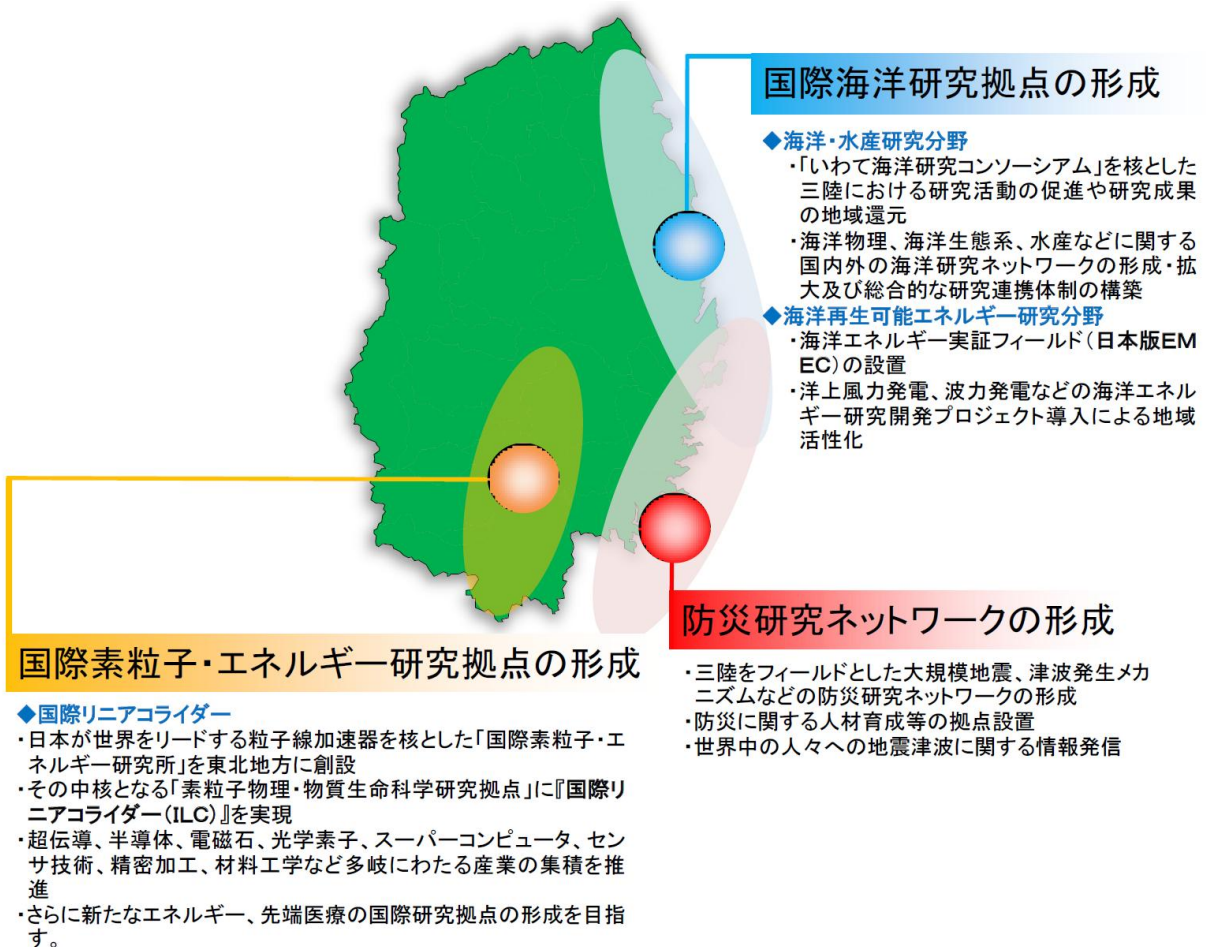 国際海洋研究拠点の形成
◆海洋・水産研究分野
・「いわて海洋研究コンソーシアム」を核とした
三陸における研究活動の促進や研究成果
の地域還元
・海洋物理、海洋生態系、水産などに関する
国内外の海洋研究ネットワークの形成・拡
大及び総合的な研究連携体制の構築
◆海洋再生可能エネルギー研究分野
・海洋エネルギー実証フィールド（日本版EM
EC）の設置
・洋上風力発電、波力発電などの海洋エネル
ギー研究開発プロジェクト導入による地域
活性化
防災研究ネットワークの形成
・三陸をフィールドとした大規模地震、津波発生メカ
ニズムなどの防災研究ネットワークの形成
・防災に関する人材育成等の拠点設置
・世界中の人々への地震津波に関する情報発信
国際素粒子・エネルギー研究拠点の形成
◆国際リニアコライダー
・日本が世界をリードする粒子線加速器を核とした「国際素粒子・エ
ネルギー研究所」を東北地方に創設
・その中核となる「素粒子物理・物質生命科学研究拠点」に『国際リ
ニアコライダー（ILC）』を実現
・超伝導、半導体、電磁石、光学素子、スーパーコンピュータ、セン
サ技術、精密加工、材料工学など多岐にわたる産業の集積を推
進
・さらに新たなエネルギー、先端医療の国際研究拠点の形成を目指
す。